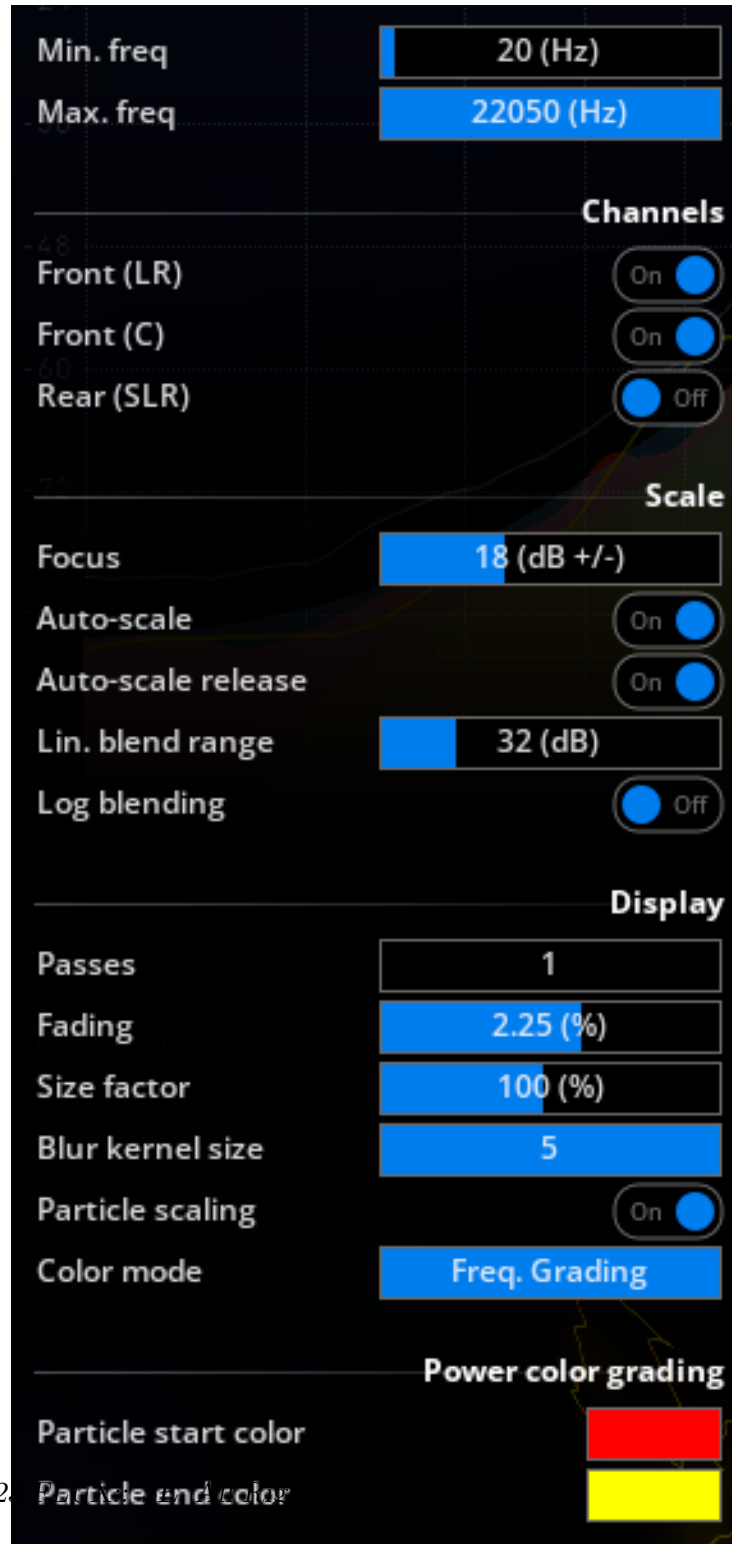 Min. freq 20 (Hz)
Max. freq 22050 (Hz)
Channels
-48
Front (LR) On
Front (C) On
-60
Rear (SLR) Off
-72
Scale
Focus 18 (dB +/-)
Auto-scale On
Auto-scale release On
Lin. blend range 32 (dB)
Log blending Off
Display
Passes 1
Fading 2.25 (%)
Size factor 100 (%)
Blur kernel size 5
Particle scaling On
Color mode Freq. Grading
Power color grading
Particle start color
Particle end color